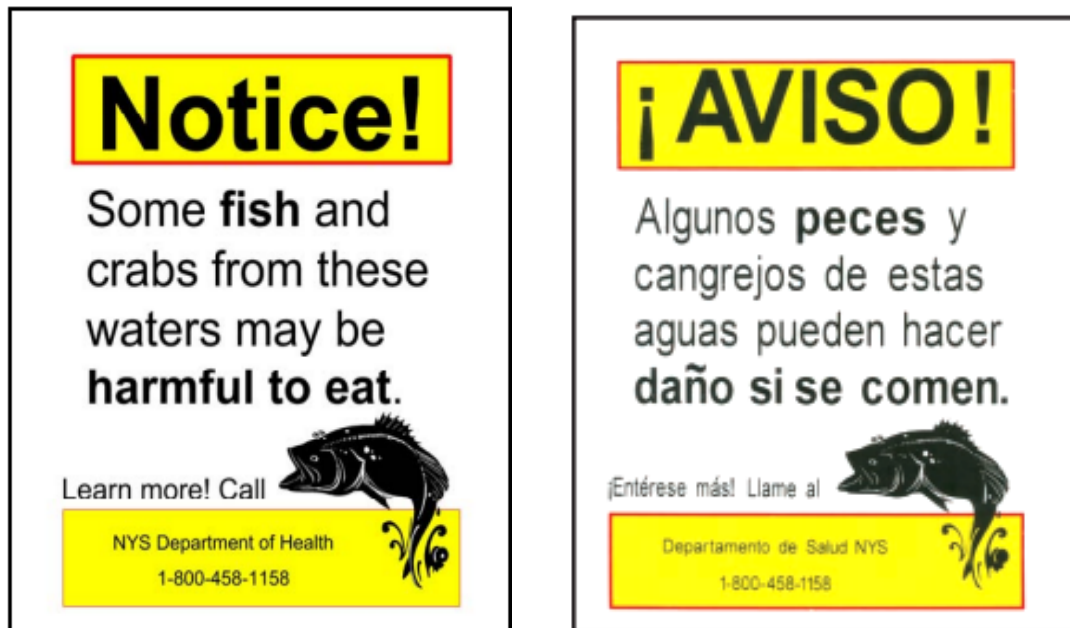 Notice!
Some fish and
crabs from these
waters may be
harmful to eat.
Learn more! Call
NYS Department of Health
1-800-458-1158
¡AVISO!
Algunos peces y
cangrejos de estas
aguas pueden hacer
daño si se comen.
¡Entérese más! Llame al
Departamento de Salud NYS
1-800-458-1158